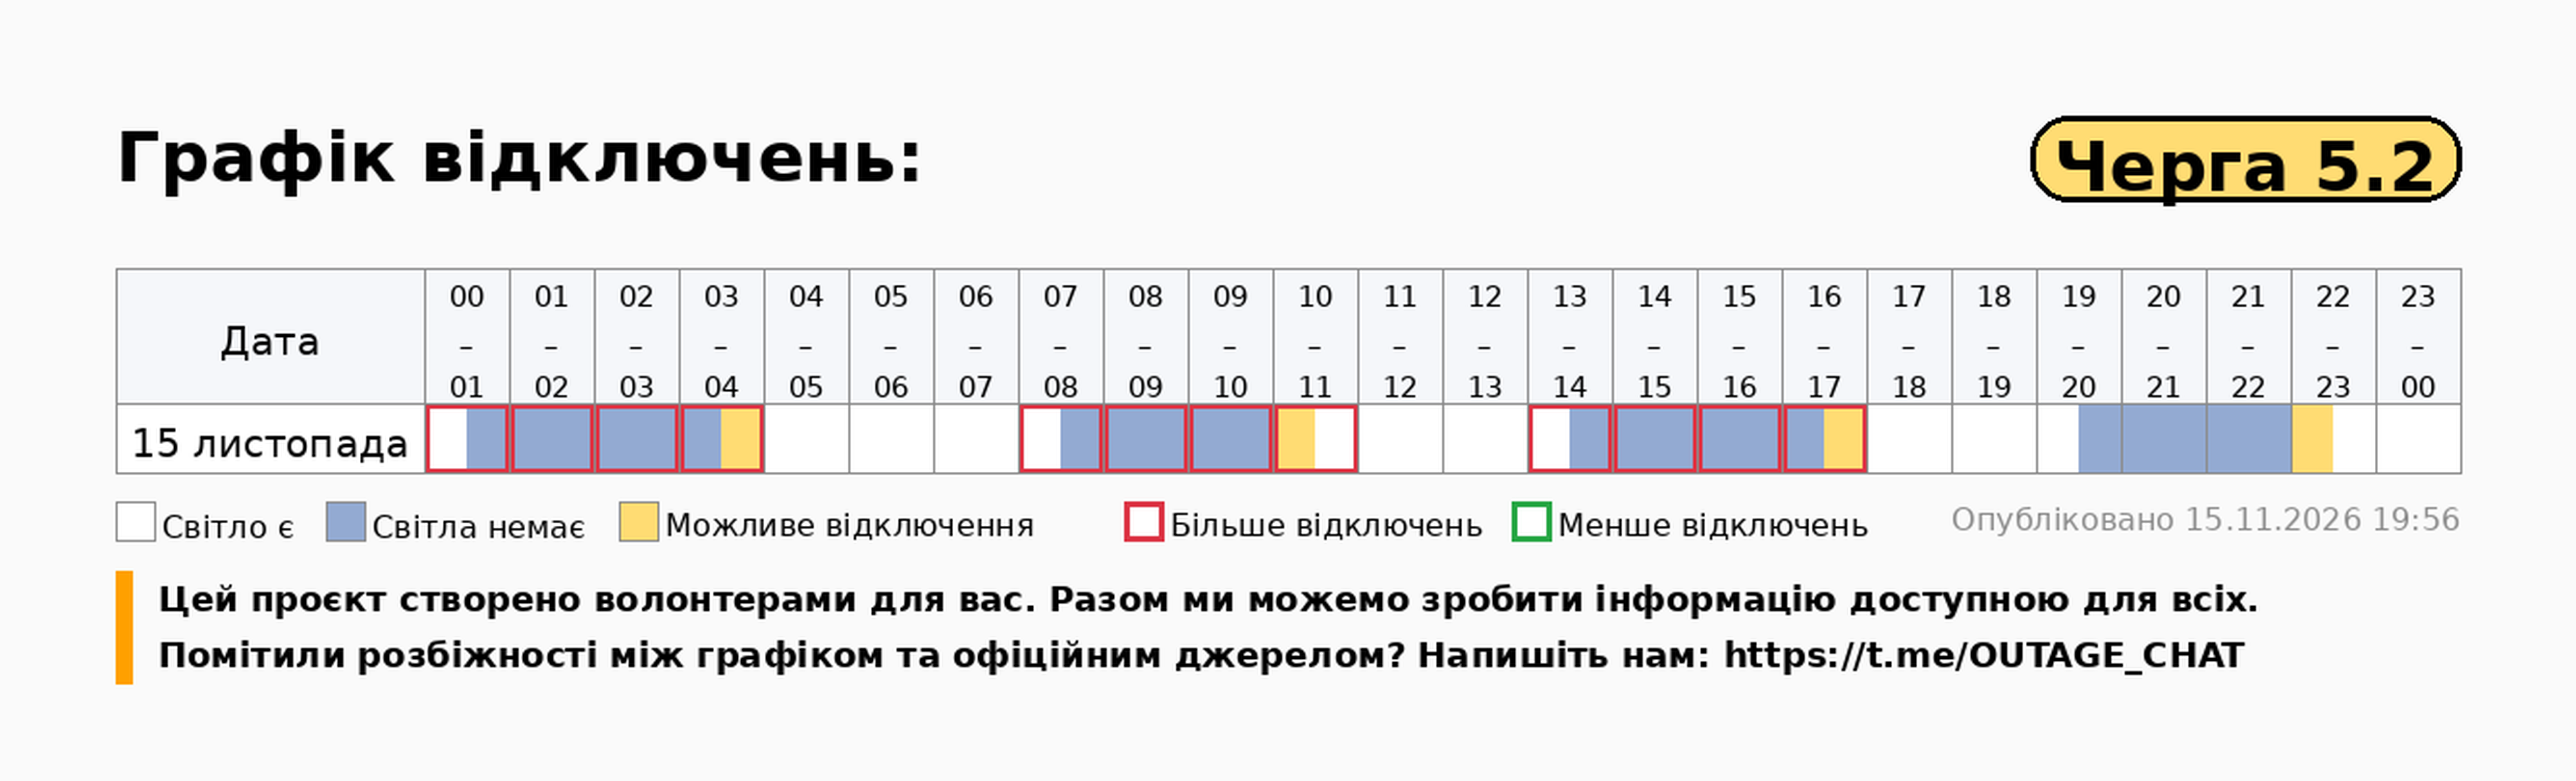 Графік відключень:
Черга 5.2
Дата
00 – 01
01 – 02
02 – 03
03 – 04
04 – 05
05 – 06
06 – 07
07 – 08
08 – 09
09 – 10
10 – 11
11 – 12
12 – 13
13 – 14
14 – 15
15 – 16
16 – 17
17 – 18
18 – 19
19 – 20
20 – 21
21 – 22
22 – 23
23 – 00
15 листопада
Світло є
Світла немає
Можливе відключення
Більше відключень
Менше відключень
Опубліковано 15.11.2026 19:56
Цей проєкт створено волонтерами для вас. Разом ми можемо зробити інформацію доступною для всіх.
Помітили розбіжності між графіком та офіційним джерелом? Напишіть нам: https://t.me/OUTAGE_CHAT